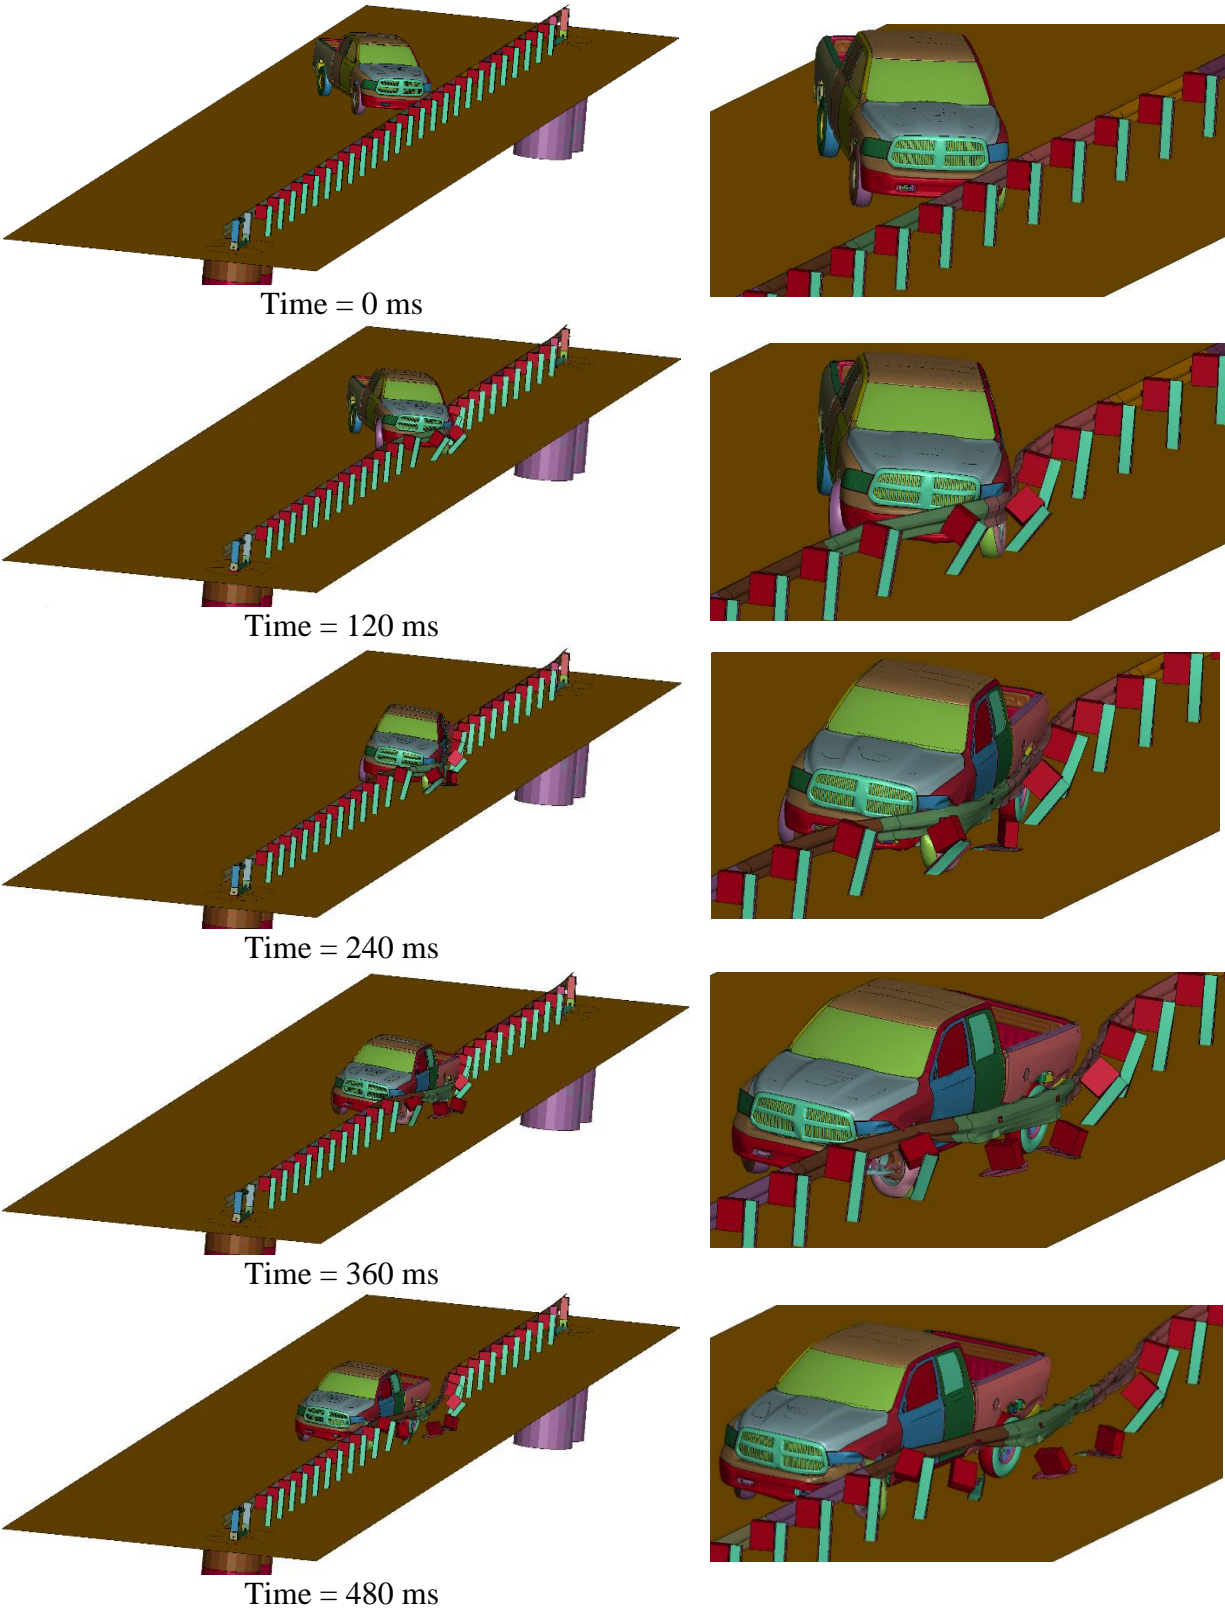 Time = 0 ms
Time = 120 ms
Time = 240 ms
Time = 360 ms
Time = 480 ms